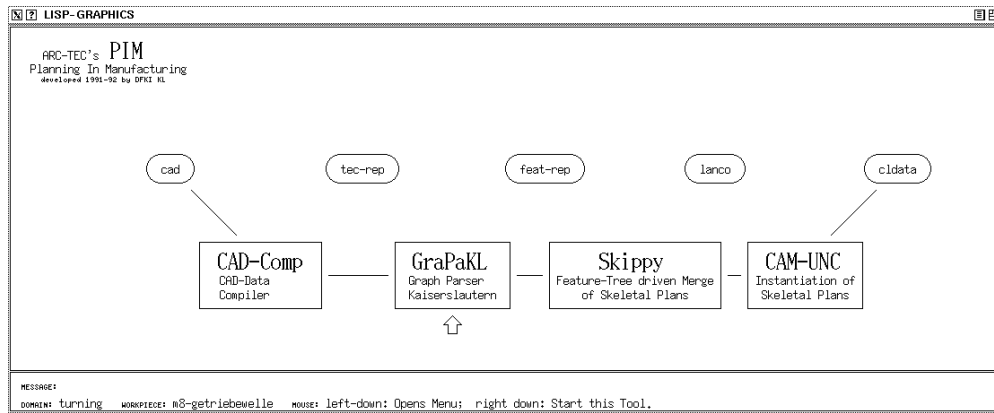 LISP-GRAPHICS
ARC-TEC's PIM
Planning In Manufacturing
developed 1991-92 by DFKI KL
cad
tec-rep
feat-rep
lanco
cldata
CAD-Comp
CAD-Data
Compiler
GraPaKL
Graph Parser
Kaiserslautern
Skippy
Feature-Tree driven Merge
of Skeletal Plans
CAM-UNC
Instantiation of
Skeletal Plans
MESSAGE:
DOMAIN: turning WORKPIECE: m8-getriebewelle MOUSE: left-down: Opens Menu; right down: Start this Tool.